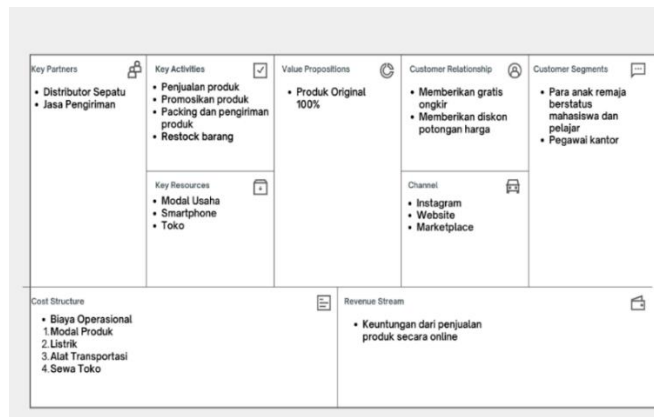 Key Partners
• Distributor Sepatu
• Jasa Pengiriman
Key Activities
• Penjualan produk
• Promosikan produk
• Packing dan pengiriman
produk
• Restock barang
Key Resources
• Modal Usaha
• Smartphone
• Toko
Value Propositions
• Produk Original
100%
Customer Relationship
• Memberikan gratis
ongkir
• Memberikan diskon
potongan harga
Channel
• Instagram
• Website
• Marketplace
Customer Segments
• Para anak remaja
berstatus
mahasiswa dan
pelajar
• Pegawai kantor
Cost Structure
• Biaya Operasional
1.Modal Produk
2.Listrik
3.Alat Transportasi
4.Sewa Toko
Revenue Stream
• Keuntungan dari penjualan
produk secara online